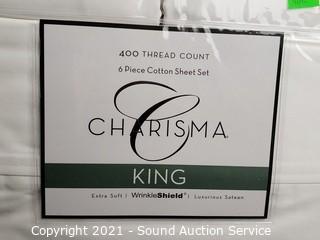 400 THREAD COUNT
6 Piece Cotton Sheet Set
C
CHARISMA®
KING
Extra Soft | WrinkleShield® | Luxurious Sateen
Copyright 2021 - Sound Auction Service